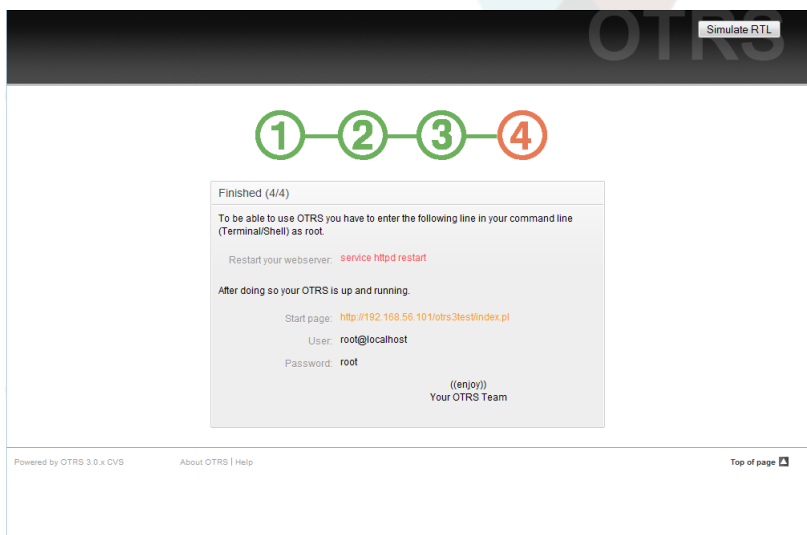 OTRS
Simulate RTL
1 2 3 4
Finished (4/4)
To be able to use OTRS you have to enter the following line in your command line
(Terminal/Shell) as root.
Restart your webserver: service httpd restart
After doing so your OTRS is up and running.
Start page: http://192.168.56.101/otrs3test/index.pl
User: root@localhost
Password: root
((enjoy))
Your OTRS Team
Powered by OTRS 3.0.x CVS About OTRS | Help Top of page